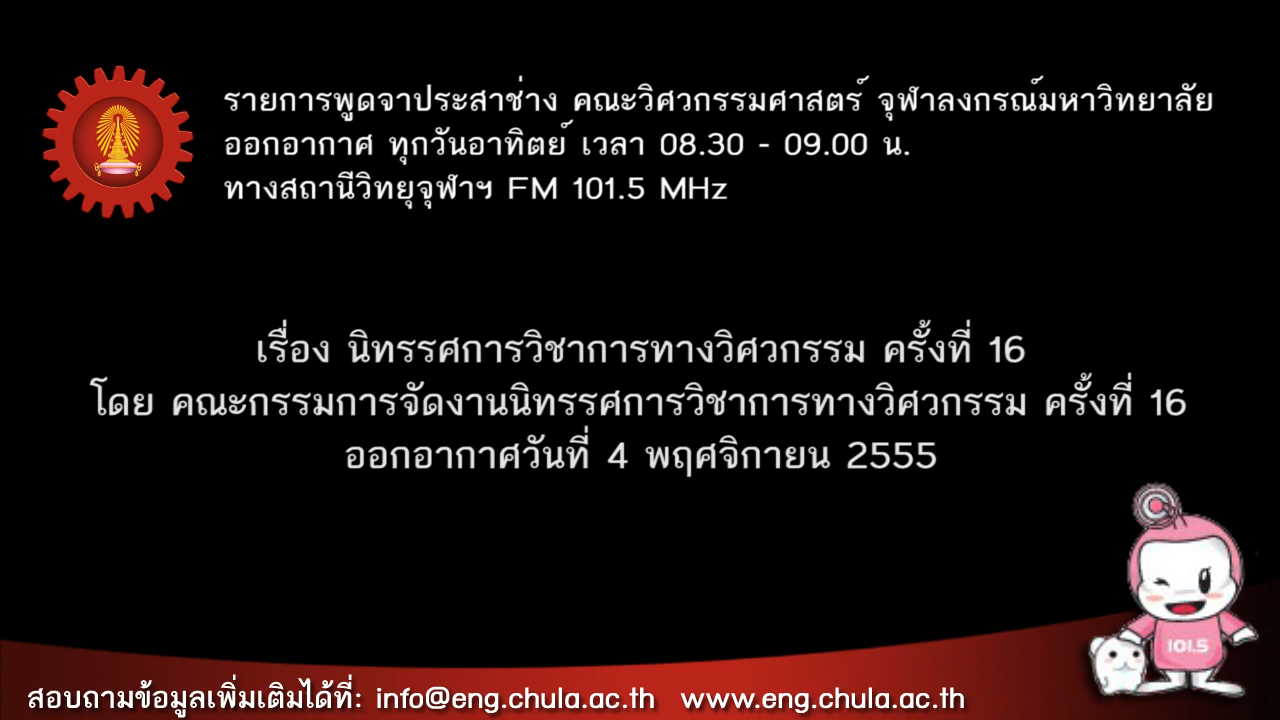 รายการพูดจาประสาช่าง คณะวิศวกรรมศาสตร์ จุฬาลงกรณ์มหาวิทยาลัย
ออกอากาศ ทุกวันอาทิตย์ เวลา 08.30 - 09.00 น.
ทางสถานีวิทยุจุฬาฯ FM 101.5 MHz
เรื่อง นิทรรศการวิชาการทางวิศวกรรม ครั้งที่ 16
โดย คณะกรรมการจัดงานนิทรรศการวิชาการทางวิศวกรรม ครั้งที่ 16
ออกอากาศวันที่ 4 พฤศจิกายน 2555
101.5
สอบถามข้อมูลเพิ่มเติมได้ที่: info@eng.chula.ac.th www.eng.chula.ac.th